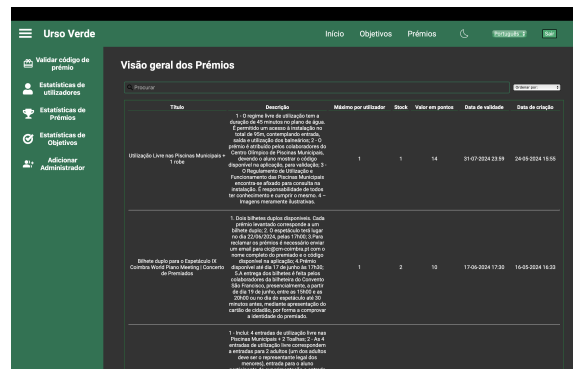 Urso Verde
Início Objetivos Prémios Português Sair
Validar código de
prémio
Estatísticas de
utilizadores
Estatísticas de
Prémios
Estatísticas de
Objetivos
Adicionar
Administrador
Visão geral dos Prémios
Procurar
Ordenar por:
Título Descrição Máximo por utilizador Stock Valor em pontos Data de validade Data de criação
Utilização Livre nas Piscinas Municipais +
1 robe
1 - O regime livre de utilização tem a
duração de 45 minutos no plano de água.
É permitido um acesso à instalação no
total de 95m, contemplando entrada,
saída e utilização dos balneários; 2 - O
prémio é atribuído pelos colaboradores do
Centro Olímpico de Piscinas Municipais,
devendo o aluno mostrar o código
disponível na aplicação, para validação; 3 -
O Regulamento de Utilização e
Funcionamento das Piscinas Municipais
encontra-se afixado para consulta na
instalação. É responsabilidade de todos
ter conhecimento e cumprir o mesmo. 4 –
Imagens meramente ilustrativas.
1 1 14 31-07-2024 23:59 24-05-2024 15:55
Bilhete duplo para o Espetáculo IX
Coimbra World Piano Meeting | Concerto
de Premiados
1. Dois bilhetes duplos disponíveis. Cada
prémio levantado corresponde a um
bilhete duplo; 2. O espetáculo terá lugar
no dia 22/06/2024, pelas 17h00; 3.Para
reclamar os prémios é necessário enviar
um email para cic@cm-coimbra.pt com o
nome completo do premiado e o código
disponível na aplicação; 4.Prémio
disponível até dia 17 de junho às 17h30;
5.A entrega dos bilhetes é feita pelos
colaboradores da bilheteira do Convento
São Francisco, presencialmente, a partir
de dia 19 de junho, entre as 15h00 e as
20h00 ou no dia do espetáculo até 30
minutos antes, mediante apresentação do
cartão de cidadão, por forma a comprovar
a identidade do premiado.
1 2 10 17-06-2024 17:30 16-05-2024 16:33
1 - Inclui: 4 entradas de utilização livre nas
Piscinas Municipais + 2 Toalhas; 2 - As 4
entradas de utilização livre correspondem
a entradas para 2 adultos (um dos adultos
deve ser o representante legal dos
menores), entrada para o aluno